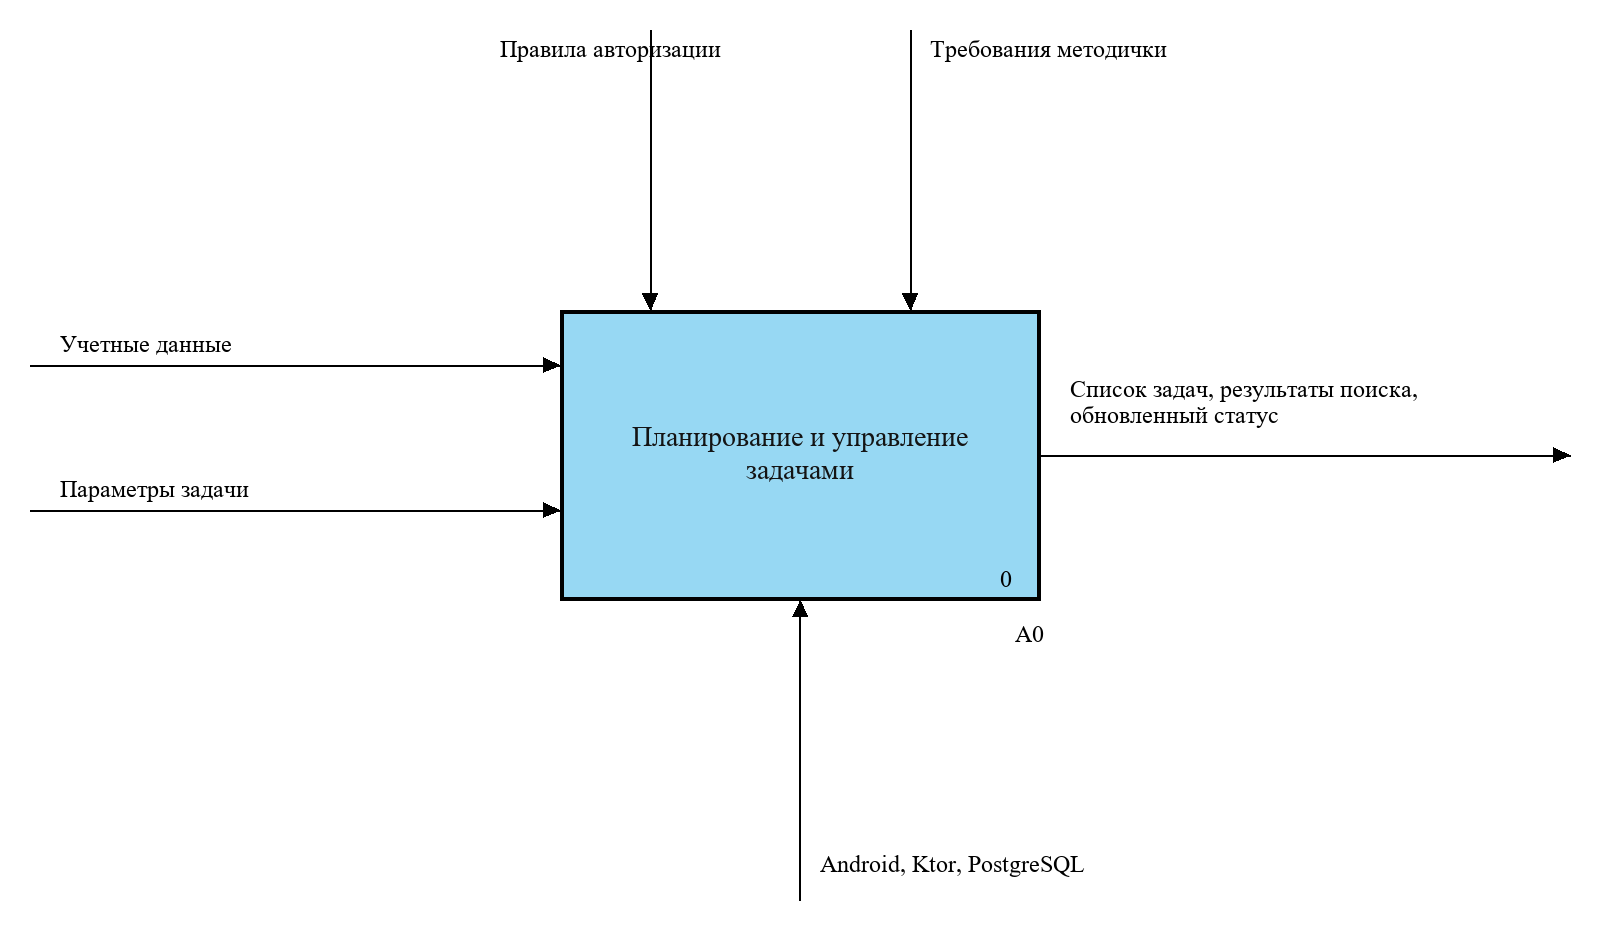 Правила авторизации
Требования методички
Учетные данные
Список задач, результаты поиска,
обновленный статус
Планирование и управление
задачами
Параметры задачи
0
A0
Android, Ktor, PostgreSQL